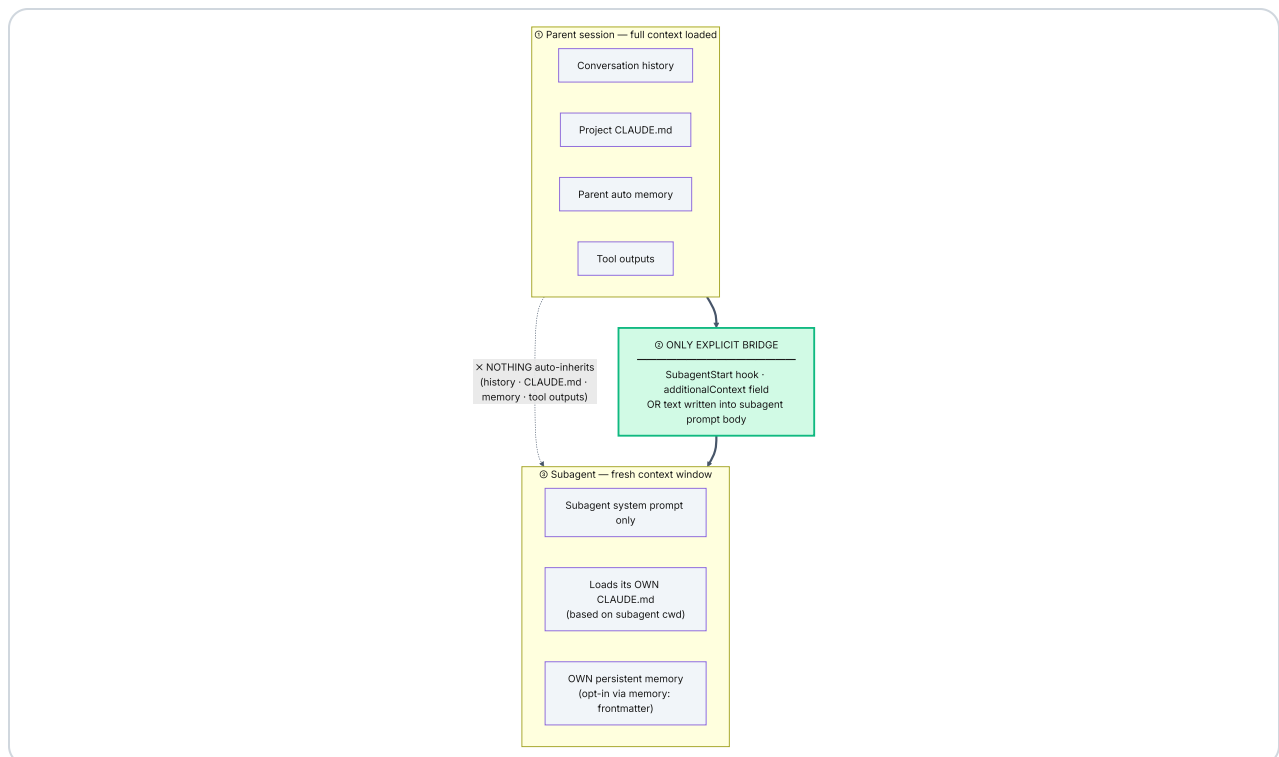 ① Parent session — full context loaded
Conversation history
Project CLAUDE.md
Parent auto memory
Tool outputs
✕ NOTHING auto-inherits
(history · CLAUDE.md ·
memory · tool outputs)
② ONLY EXPLICIT BRIDGE
━━━━━━━━━━━━━━━━━━━━━━
SubagentStart hook ·
additionalContext field
OR text written into subagent
prompt body
③ Subagent — fresh context window
Subagent system prompt
only
Loads its OWN
CLAUDE.md
(based on subagent cwd)
OWN persistent memory
(opt-in via memory:
frontmatter)